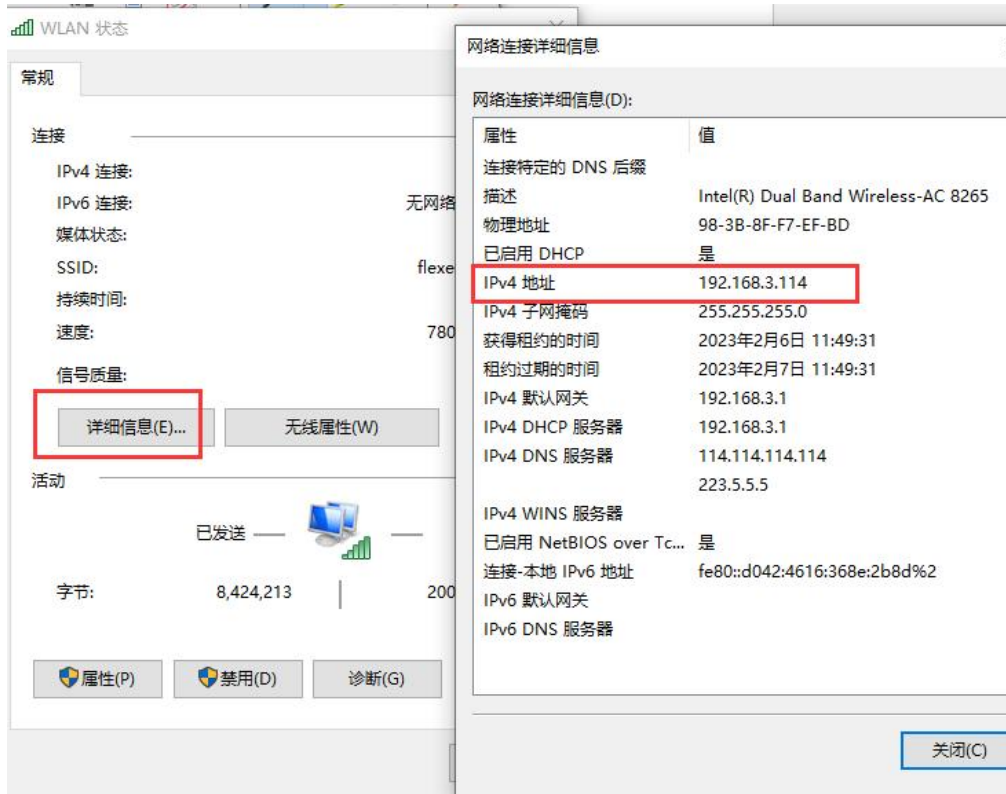 WLAN 状态
常规
连接
IPv4 连接:
IPv6 连接: 无网络
媒体状态:
SSID: flexe
持续时间:
速度: 780
信号质量:
详细信息(E)... 无线属性(W)
活动
已发送
字节: 8,424,213 200
属性(P) 禁用(D) 诊断(G)
网络连接详细信息
网络连接详细信息(D):
属性 值
连接特定的 DNS 后缀
描述 Intel(R) Dual Band Wireless-AC 8265
物理地址 98-3B-8F-F7-EF-BD
已启用 DHCP 是
IPv4 地址 192.168.3.114
IPv4 子网掩码 255.255.255.0
获得租约的时间 2023年2月6日 11:49:31
租约过期的时间 2023年2月7日 11:49:31
IPv4 默认网关 192.168.3.1
IPv4 DHCP 服务器 192.168.3.1
IPv4 DNS 服务器 114.114.114.114
223.5.5.5
IPv4 WINS 服务器
已启用 NetBIOS over Tc... 是
连接-本地 IPv6 地址 fe80::d042:4616:368e:2b8d%2
IPv6 默认网关
IPv6 DNS 服务器
关闭(C)